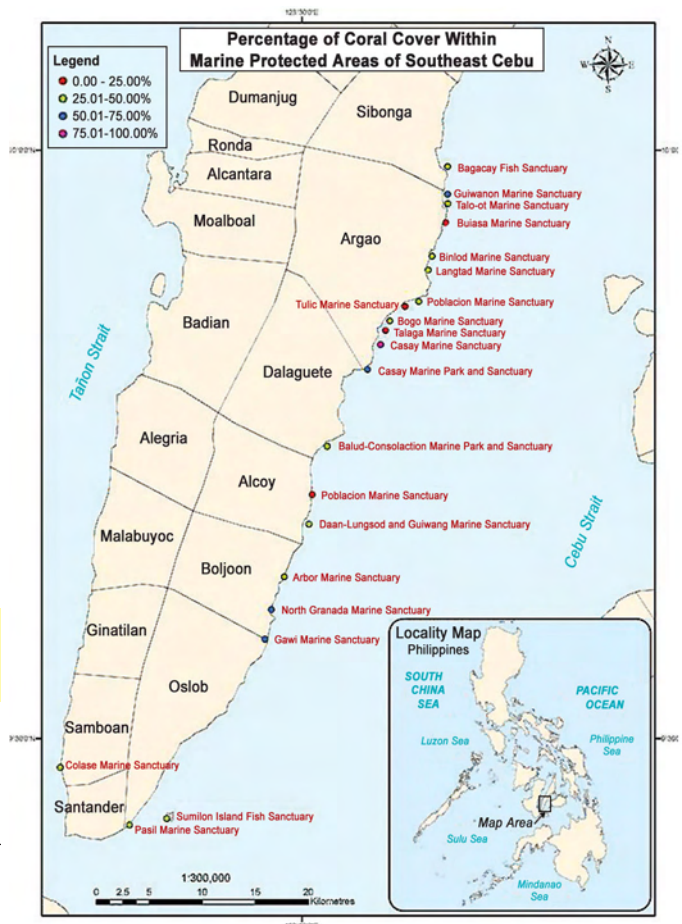 Percentage of Coral Cover Within
Marine Protected Areas of Southeast Cebu
Legend
0.00 - 25.00%
25.01-50.00%
50.01-75.00%
75.01-100.00%
N
W
E
S
Dumanjug
Sibonga
Ronda
Alcantara
Bagacay Fish Sanctuary
Guiwanon Marine Sanctuary
Talo-ot Marine Sanctuary
Moalboal
Buiasa Marine Sanctuary
Argao
Binlod Marine Sanctuary
Langtad Marine Sanctuary
Tulic Marine Sanctuary
Poblacion Marine Sanctuary
Badian
Bogo Marine Sanctuary
Talaga Marine Sanctuary
Casay Marine Sanctuary
Tañon Strait
Dalaguete
Casay Marine Park and Sanctuary
Alegria
Balud-Consolaction Marine Park and Sanctuary
Alcoy
Poblacion Marine Sanctuary
Daan-Lungsod and Guiwang Marine Sanctuary
Malabuyoc
Cebu Strait
Boljoon
Arbor Marine Sanctuary
North Granada Marine Sanctuary
Ginatilan
Gawi Marine Sanctuary
Oslob
Samboan
Colase Marine Sanctuary
Santander
Sumilon Island Fish Sanctuary
Pasil Marine Sanctuary
1:300,000
0 2.5 5 10 15 20
Kilometres
Locality Map
Philippines
SOUTH
CHINA
SEA
PACIFIC
OCEAN
Luzon Sea
Philippine
Sea
Map Area
Sulu Sea
Mindanao
Sea